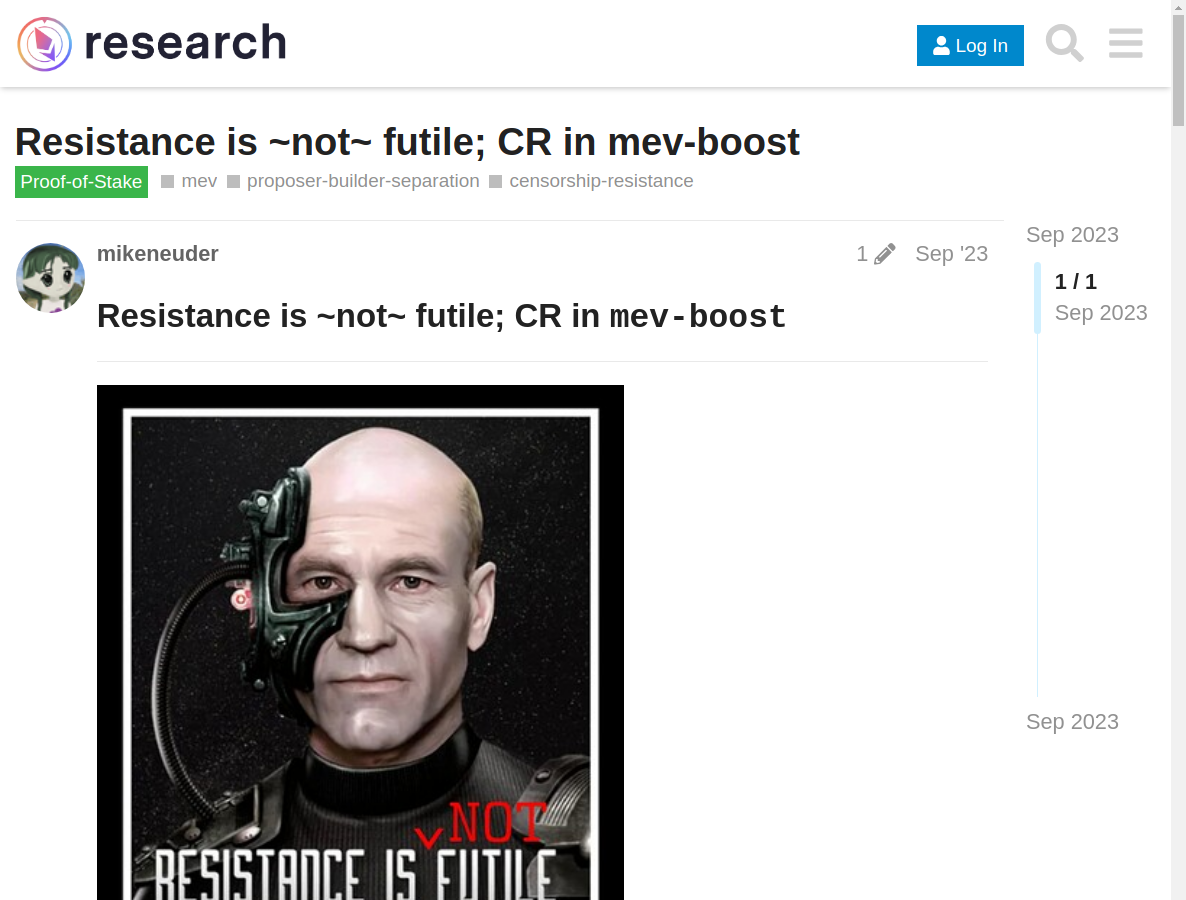 research
Log In
Resistance is ~not~ futile; CR in mev-boost
Proof-of-Stake mev proposer-builder-separation censorship-resistance
Sep 2023
mikeneuder 1 Sep '23
1 / 1
Sep 2023
Resistance is ~not~ futile; CR in mev-boost
NOT
RESISTANCE IS FUTILE
Sep 2023